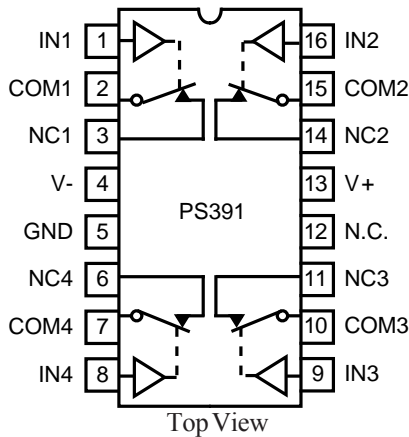 IN1 1 16 IN2
COM1 2 15 COM2
NC1 3 14 NC2
V- 4 13 V+
PS391
GND 5 12 N.C.
NC4 6 11 NC3
COM4 7 10 COM3
IN4 8 9 IN3
Top View